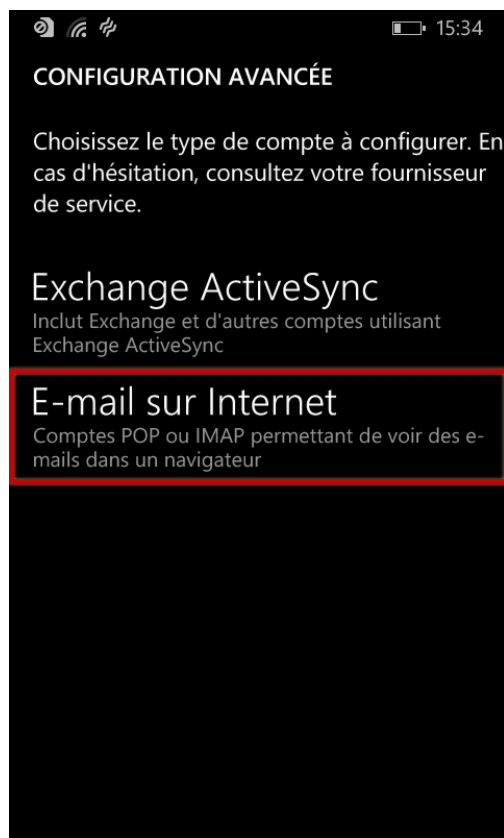 15:34
CONFIGURATION AVANCÉE
Choisissez le type de compte à configurer. En
cas d'hésitation, consultez votre fournisseur
de service.
Exchange ActiveSync
Inclut Exchange et d'autres comptes utilisant
Exchange ActiveSync
E-mail sur Internet
Comptes POP ou IMAP permettant de voir des e-
mails dans un navigateur